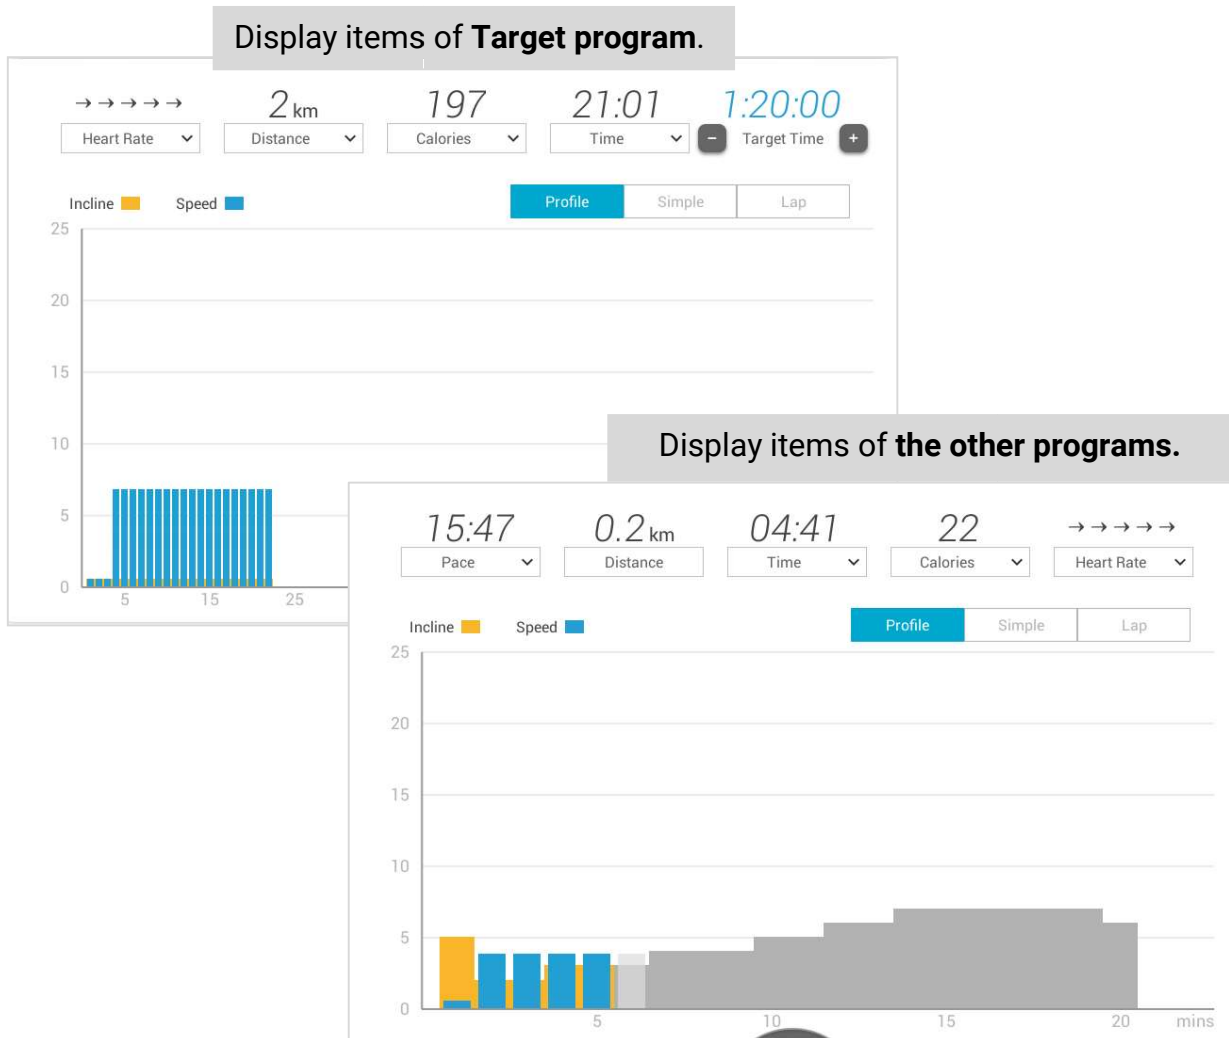 Display items of Target program.
→ → → → → 2 km 197 21:01 1:20:00
Heart Rate Distance Calories Time − Target Time +
Incline Speed Profile Simple Lap
25
20
15
10
5
0
5 15 25
Display items of the other programs.
15:47 0.2 km 04:41 22 → → → → →
Pace Distance Time Calories Heart Rate
Incline Speed Profile Simple Lap
25
20
15
10
5
0
5 10 15 20 mins